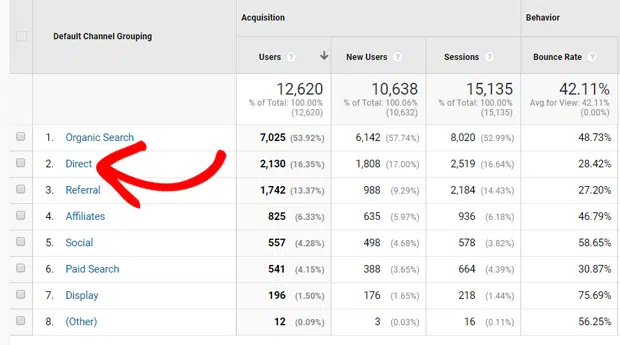 Default Channel Grouping
Acquisition
Behavior
Users ? New Users ? Sessions ? Bounce Rate ?
12,620 10,638 15,135 42.11%
% of Total: 100.00% % of Total: 100.06% % of Total: 100.00% Avg for View: 42.11%
(12,620) (10,632) (15,135) (0.00%)
1. Organic Search 7,025 (53.92%) 6,142 (57.74%) 8,020 (52.99%) 48.73%
2. Direct 2,130 (16.35%) 1,808 (17.00%) 2,519 (16.64%) 28.42%
3. Referral 1,742 (13.37%) 988 (9.29%) 2,184 (14.43%) 27.20%
4. Affiliates 825 (6.33%) 635 (5.97%) 936 (6.18%) 46.79%
5. Social 557 (4.28%) 498 (4.68%) 578 (3.82%) 58.65%
6. Paid Search 541 (4.15%) 388 (3.65%) 664 (4.39%) 30.87%
7. Display 196 (1.50%) 176 (1.65%) 218 (1.44%) 75.69%
8. (Other) 12 (0.09%) 3 (0.03%) 16 (0.11%) 56.25%